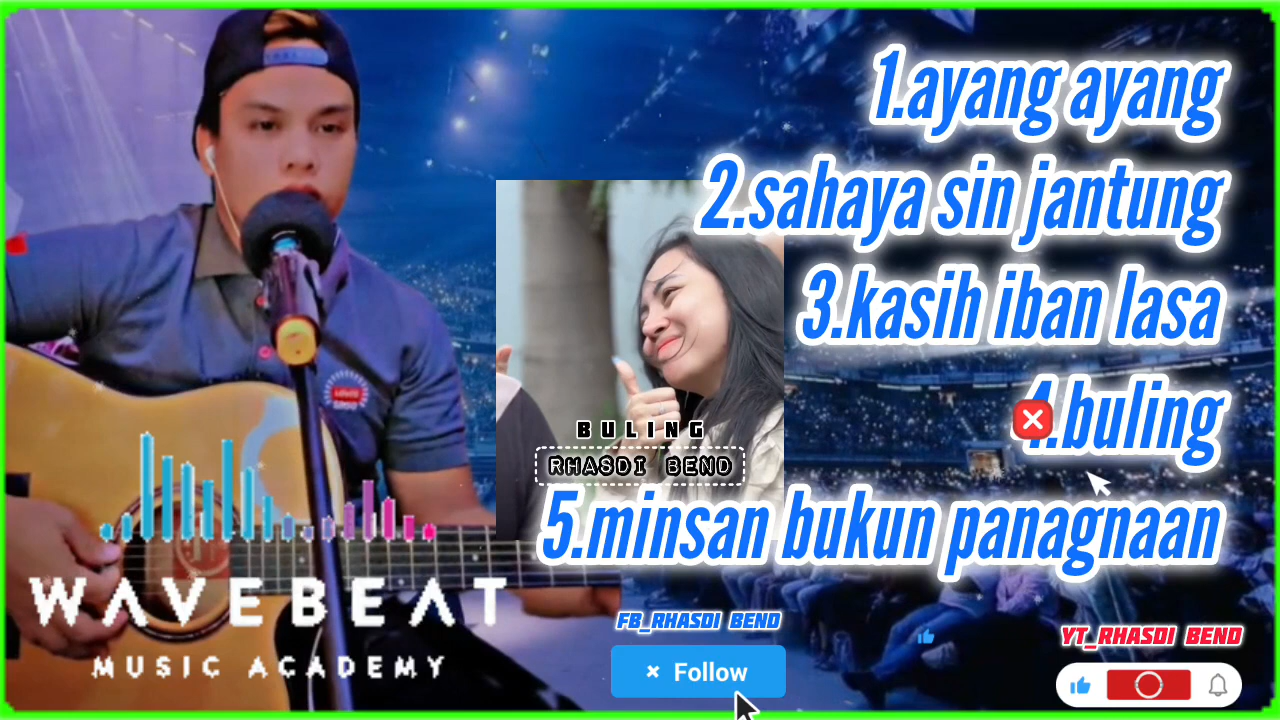 1.ayang ayang
2.sahaya sin jantung
3.kasih iban lasa
4.buling
5.minsan bukun panagnaan
BULING
RHASDI BEND
WAVEBEAT
MUSIC ACADEMY
FB_RHASDI BEND
× Follow
YT_RHASDI BEND